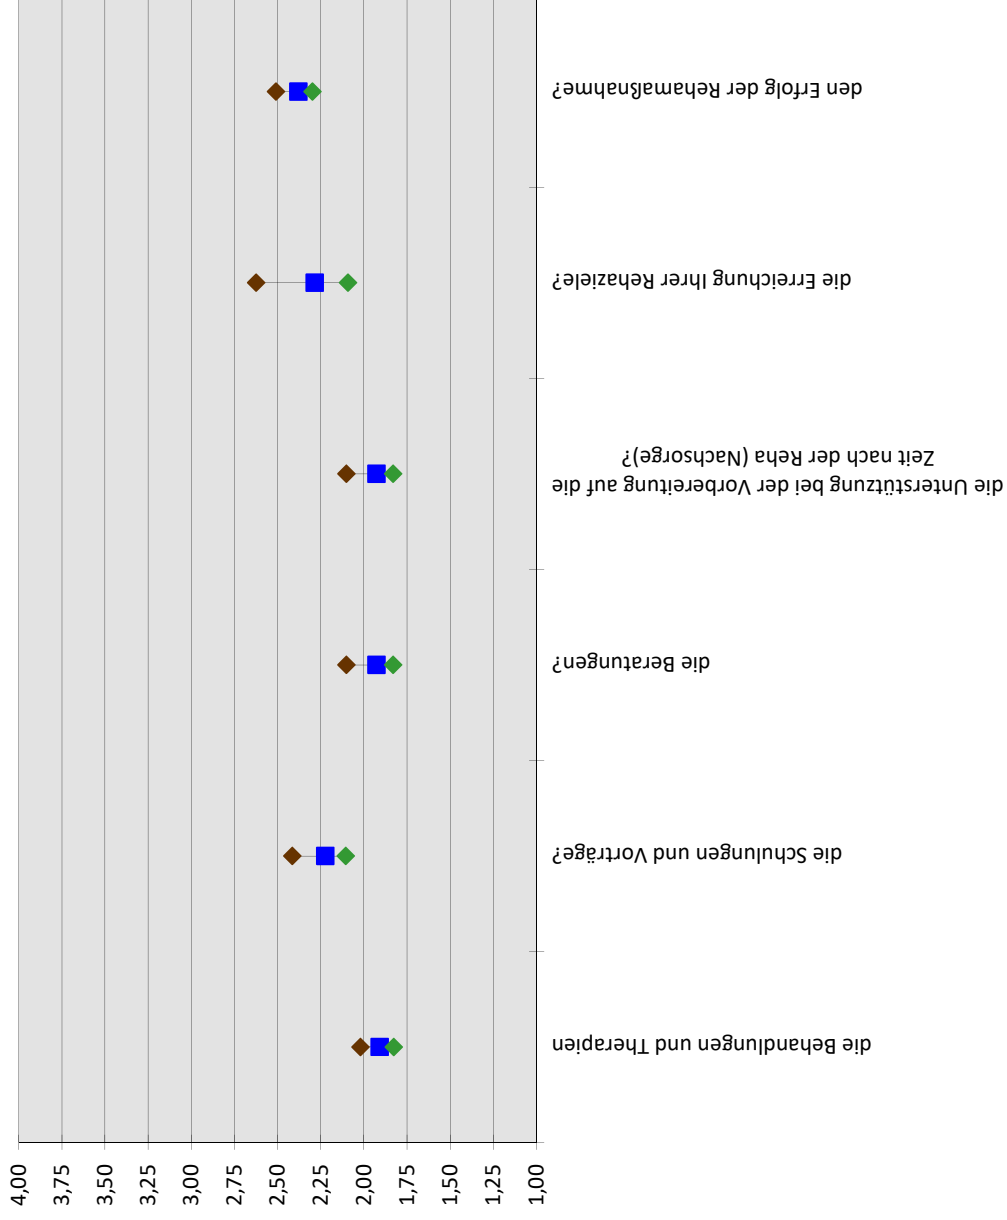 den Erfolg der Rehamaßnahme?
die Erreichung Ihrer Rehaziele?
die Unterstützung bei der Vorbereitung auf die
Zeit nach der Reha (Nachsorge)?
die Beratungen?
die Schulungen und Vorträge?
die Behandlungen und Therapien
4,00
3,75
3,50
3,25
3,00
2,75
2,50
2,25
2,00
1,75
1,50
1,25
1,00